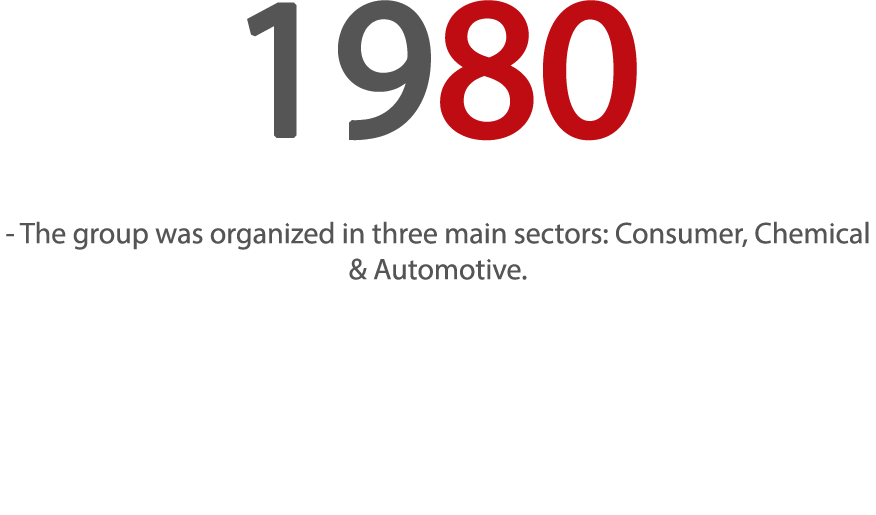 1980
- The group was organized in three main sectors: Consumer, Chemical
& Automotive.